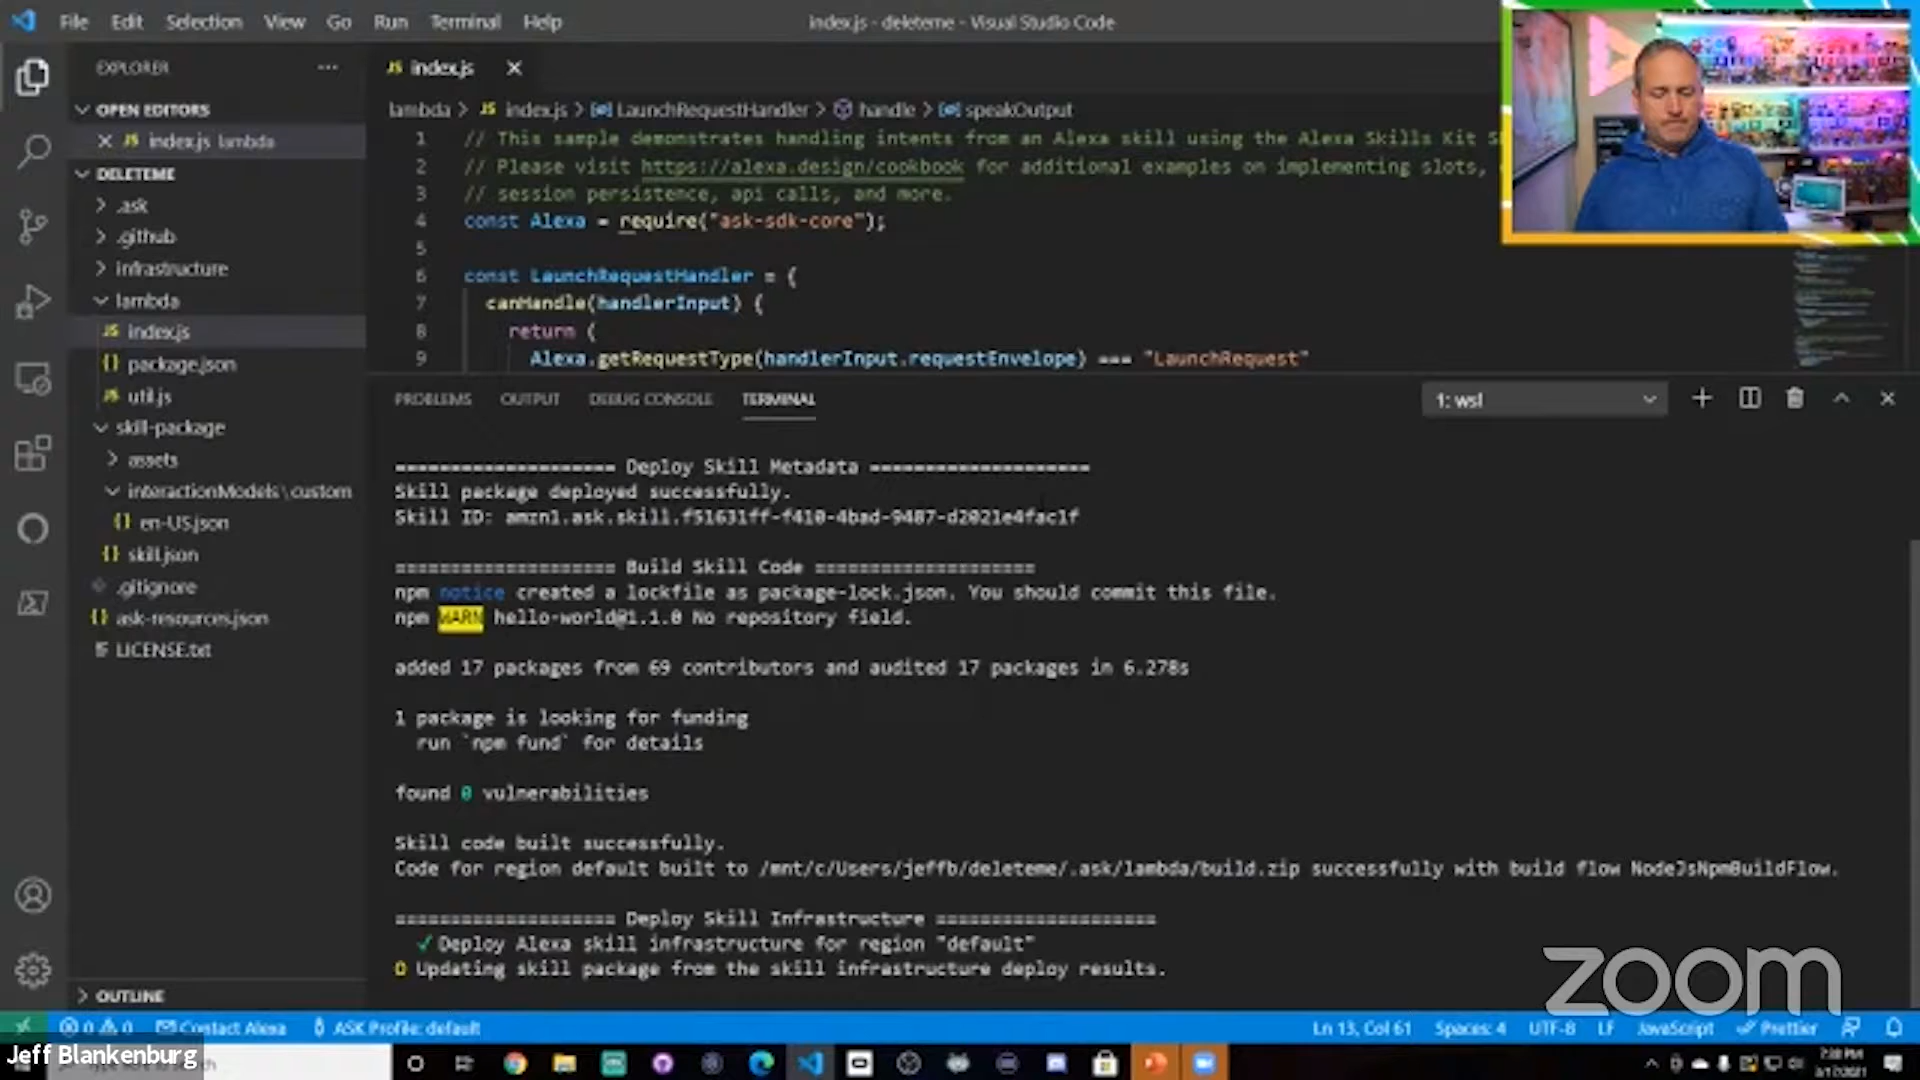 File Edit Selection View Go Run Terminal Help
index.js - deleteme - Visual Studio Code
EXPLORER
OPEN EDITORS
index.js lambda
DELETEME
.ask
.github
infrastructure
lambda
index.js
package.json
util.js
skill-package
assets
interactionModels\custom
en-US.json
skill.json
.gitignore
ask-resources.json
LICENSE.txt
OUTLINE
index.js
lambda > index.js > LaunchRequestHandler > handle > speakOutput
1 // This sample demonstrates handling intents from an Alexa skill using the Alexa Skills Kit S
2 // Please visit https://alexa.design/cookbook for additional examples on implementing slots,
3 // session persistence, api calls, and more.
4 const Alexa = require("ask-sdk-core");
5
6 const LaunchRequestHandler = {
7 canHandle(handlerInput) {
8 return (
9 Alexa.getRequestType(handlerInput.requestEnvelope) === "LaunchRequest"
PROBLEMS OUTPUT DEBUG CONSOLE TERMINAL
1: wsl
==================== Deploy Skill Metadata ====================
Skill package deployed successfully.
Skill ID: amzn1.ask.skill.f51631ff-f410-4bad-9487-d2021e4fac1f
==================== Build Skill Code ====================
npm notice created a lockfile as package-lock.json. You should commit this file.
npm WARN hello-world@1.1.0 No repository field.
added 17 packages from 69 contributors and audited 17 packages in 6.278s
1 package is looking for funding
run `npm fund` for details
found 0 vulnerabilities
Skill code built successfully.
Code for region default built to /mnt/c/Users/jeffb/deleteme/.ask/lambda/build.zip successfully with build flow NodeJsNpmBuildFlow.
==================== Deploy Skill Infrastructure ====================
✓ Deploy Alexa skill infrastructure for region "default"
Updating skill package from the skill infrastructure deploy results.
zoom
0 0 Contact Alexa ASK Profile: default
Ln 13, Col 61 Spaces: 4 UTF-8 LF JavaScript Prettier
Jeff Blankenburg